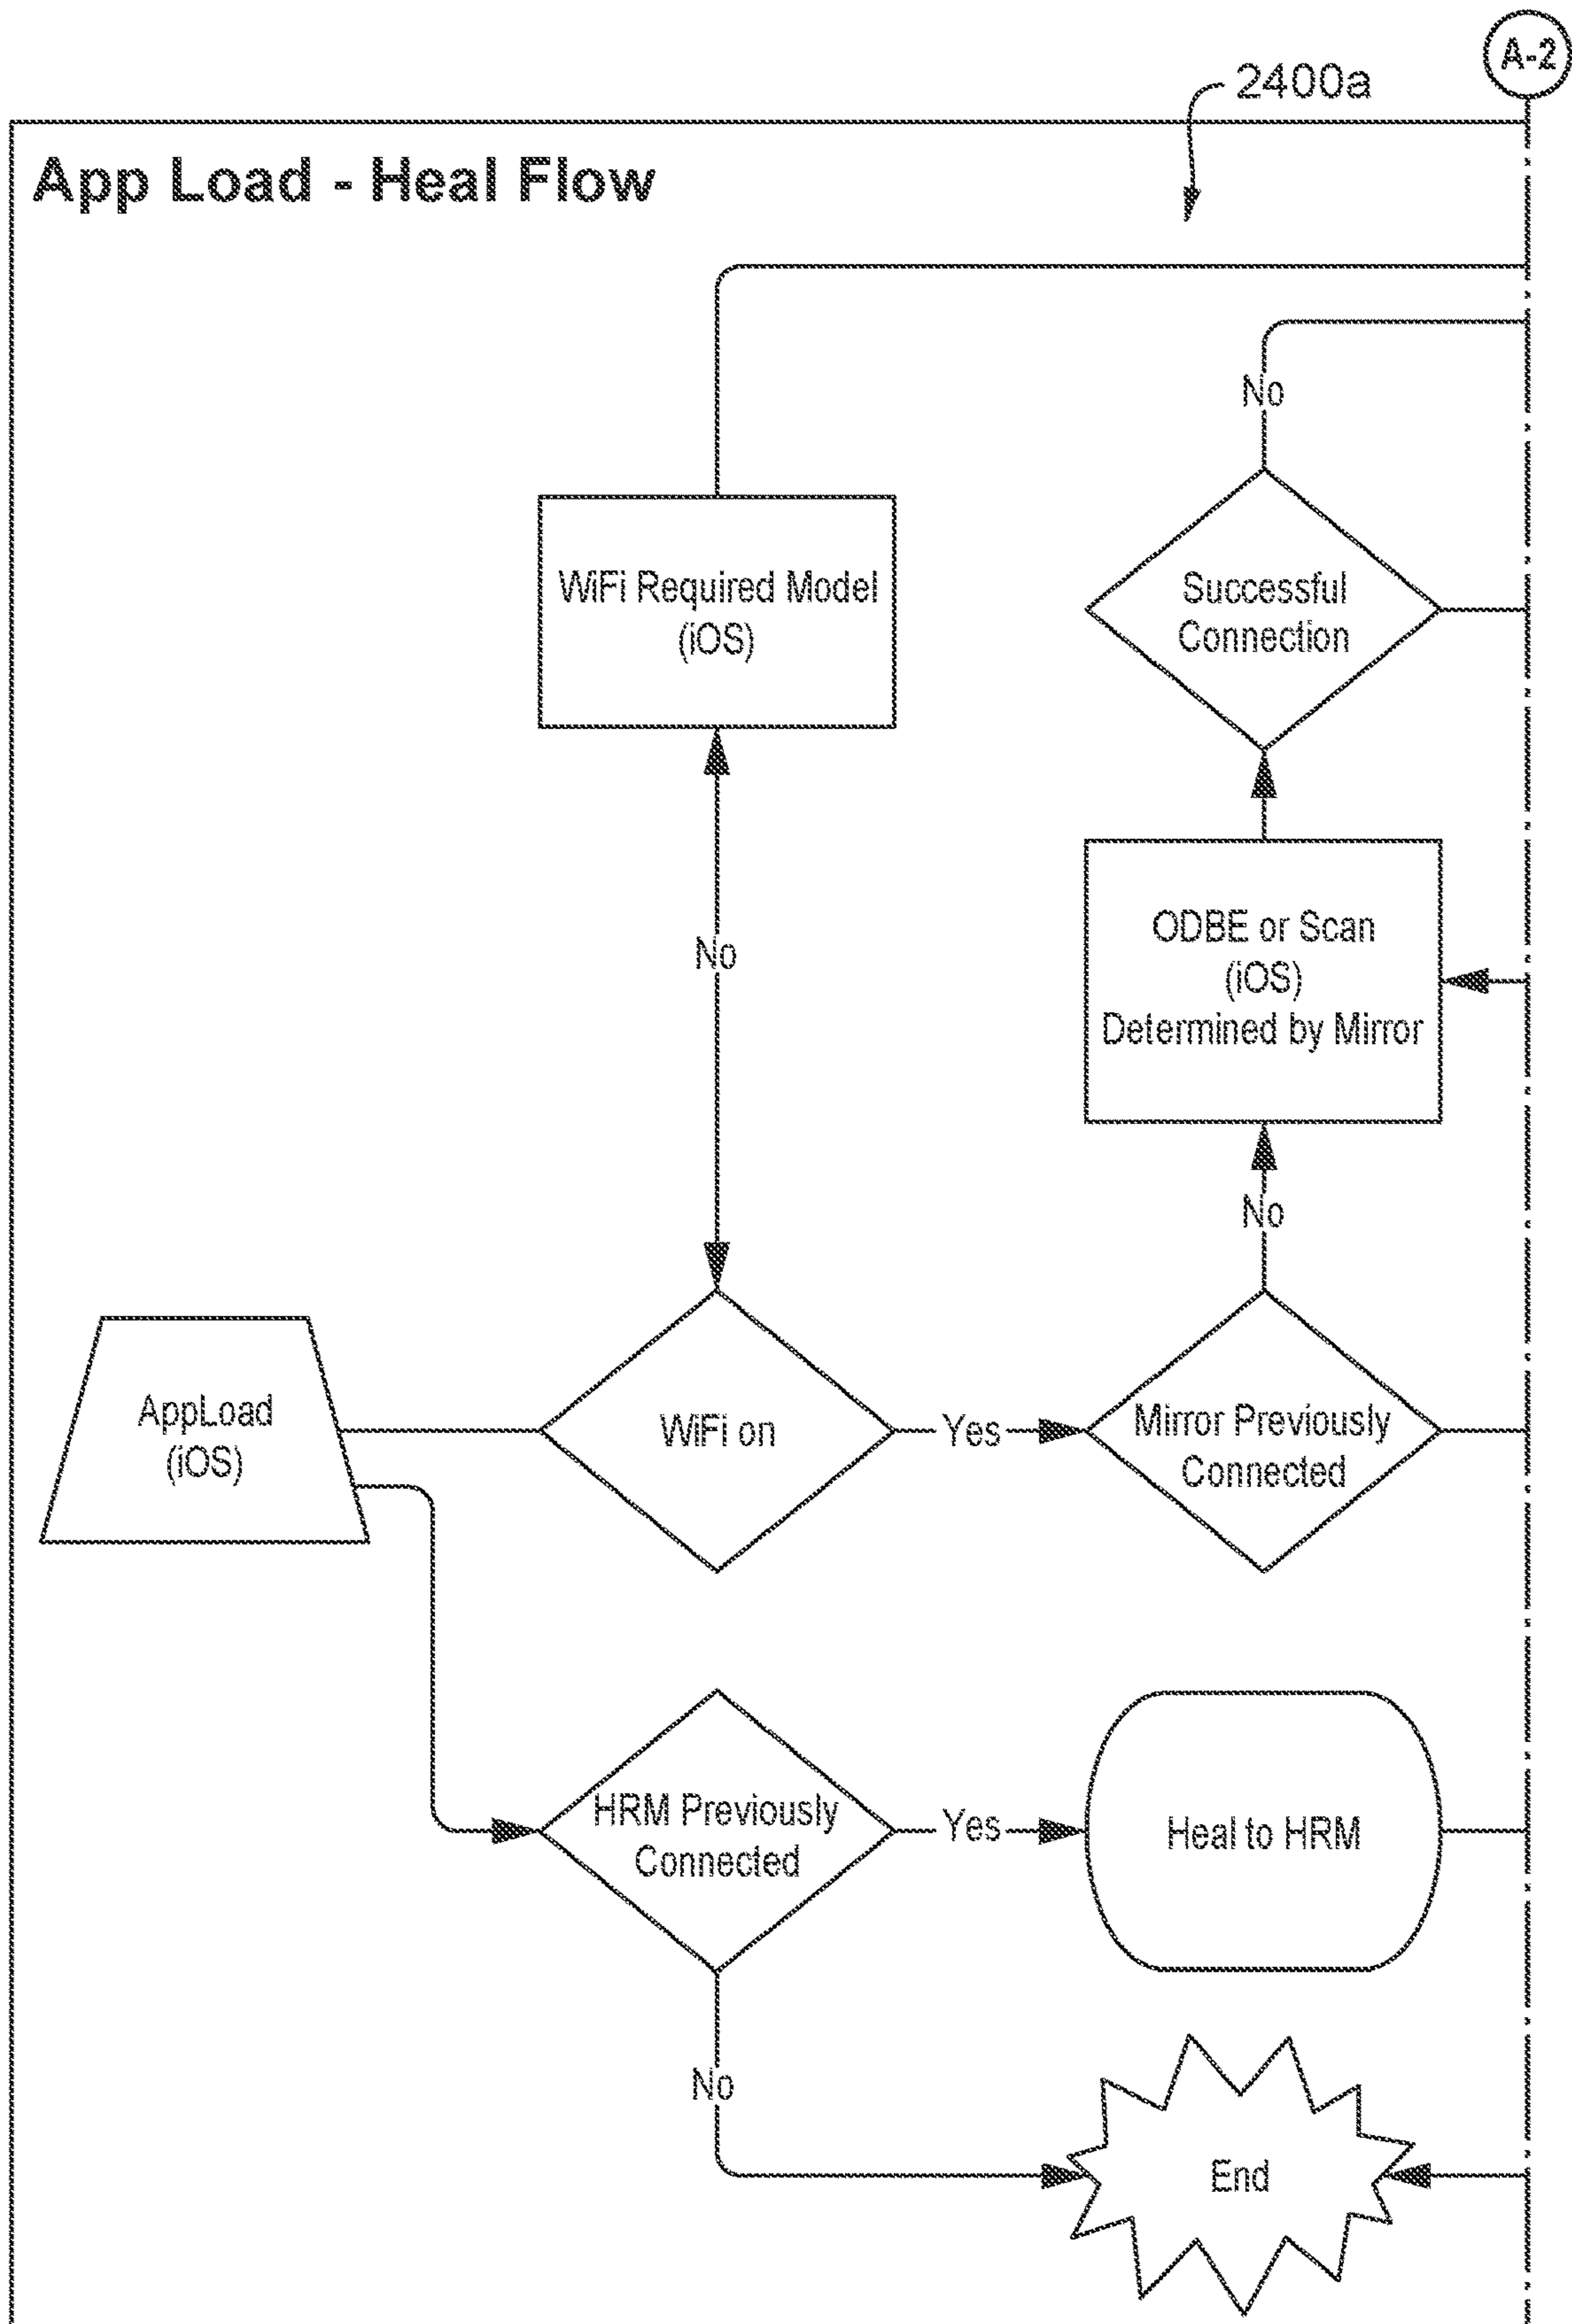 A-2
2400a
App Load - Heal Flow
No
WiFi Required Model
(iOS)
Successful
Connection
No
ODBE or Scan
(iOS)
Determined by Mirror
No
AppLoad
(iOS)
WiFi on
Yes
Mirror Previously
Connected
HRM Previously
Connected
Yes
Heal to HRM
No
End